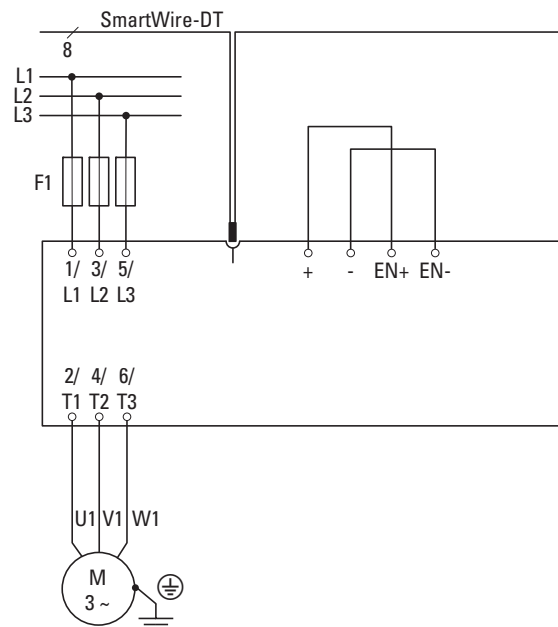 SmartWire-DT
8
L1
L2
L3
F1
1/ 3/ 5/
L1 L2 L3
+ - EN+ EN-
2/ 4/ 6/
T1 T2 T3
U1 V1 W1
M
3 ~